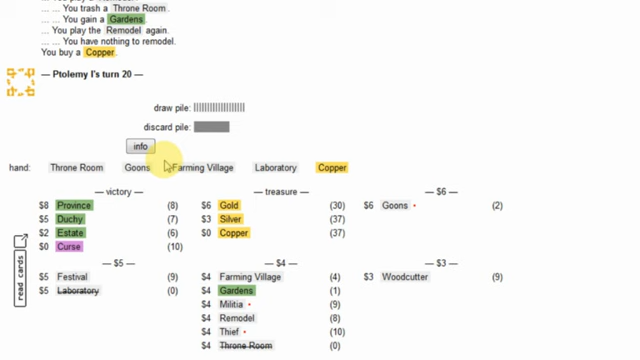 ... ... You trash a Throne Room.
... ... You gain a Gardens.
... You play the Remodel again.
... ... You have nothing to remodel.
You buy a Copper.
— Ptolemy I's turn 20 —
draw pile:
discard pile:
info
hand: Throne Room Goons Farming Village Laboratory Copper
— victory — — treasure — — $6 —
$8 Province (8) $6 Gold (30) $6 Goons (2)
$5 Duchy (7) $3 Silver (37)
$2 Estate (6) $0 Copper (37)
$0 Curse (10)
— $5 — — $4 — — $3 —
$5 Festival (9) $4 Farming Village (4) $3 Woodcutter (9)
$5 Laboratory (0) $4 Gardens (1)
$4 Militia (9)
$4 Remodel (8)
$4 Thief (10)
$4 Throne Room (0)
read cards